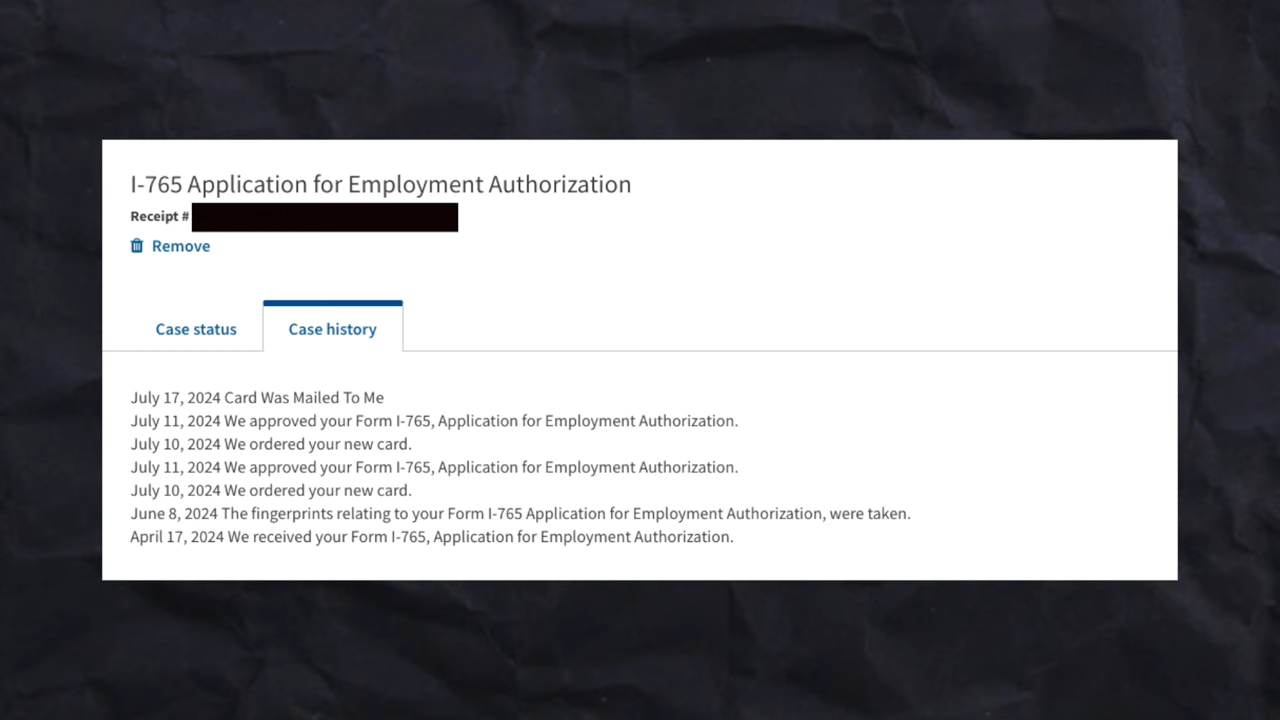 I-765 Application for Employment Authorization
Receipt #
Remove
Case status
Case history
July 17, 2024 Card Was Mailed To Me
July 11, 2024 We approved your Form I-765, Application for Employment Authorization.
July 10, 2024 We ordered your new card.
July 11, 2024 We approved your Form I-765, Application for Employment Authorization.
July 10, 2024 We ordered your new card.
June 8, 2024 The fingerprints relating to your Form I-765 Application for Employment Authorization, were taken.
April 17, 2024 We received your Form I-765, Application for Employment Authorization.